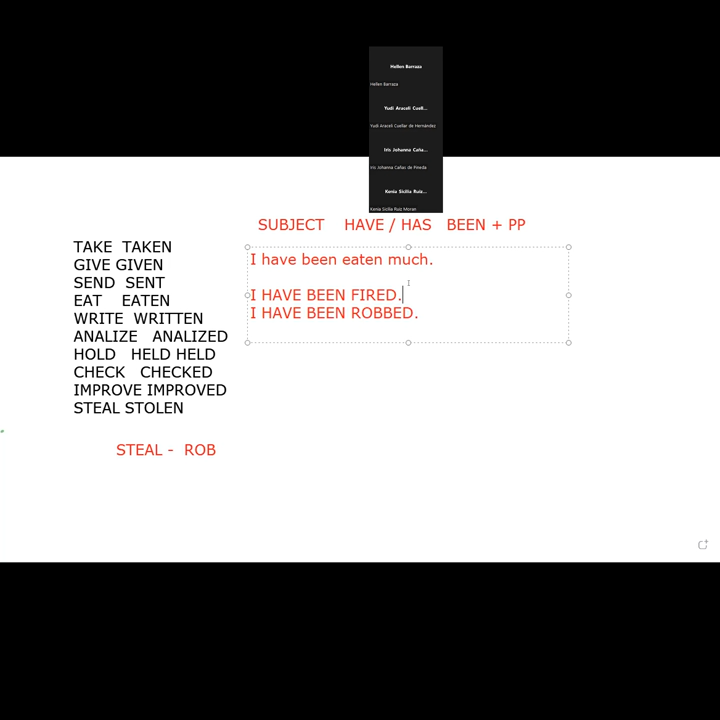 Hellen Barraza
Hellen Barraza
Yudi Araceli Cuell...
Yudi Araceli Cuellar de Hernández
Iris Johanna Caña...
Iris Johanna Cañas de Pineda
Kenia Sicilia Ruiz...
Kenia Sicilia Ruiz Moran
SUBJECT HAVE / HAS BEEN + PP
TAKE TAKEN
GIVE GIVEN
SEND SENT
EAT EATEN
WRITE WRITTEN
ANALIZE ANALIZED
HOLD HELD HELD
CHECK CHECKED
IMPROVE IMPROVED
STEAL STOLEN
I have been eaten much.
I HAVE BEEN FIRED.
I HAVE BEEN ROBBED.
STEAL - ROB